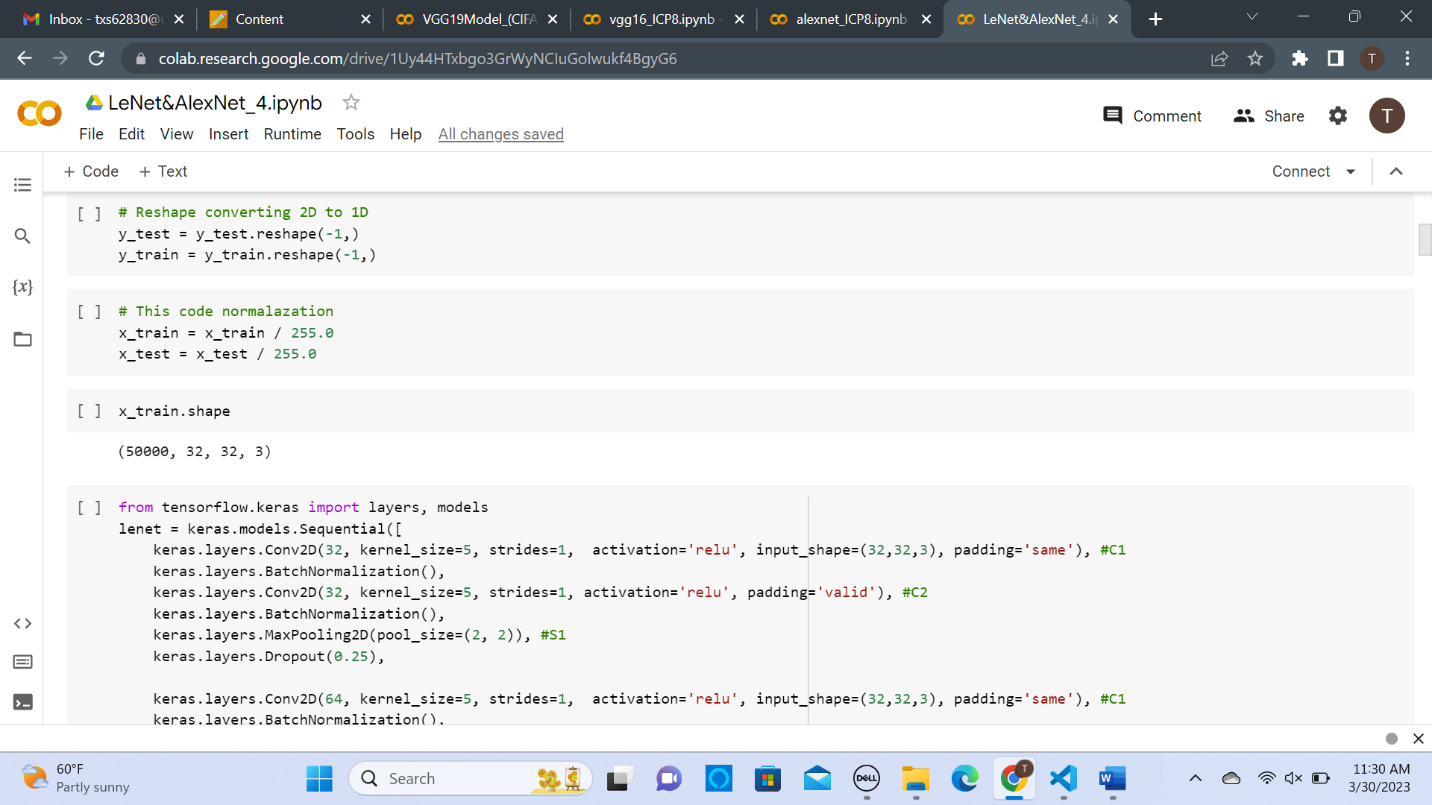 Inbox - txs62830@
Content
VGG19Model_(CIFA
vgg16_ICP8.ipynb -
alexnet_ICP8.ipynb
LeNet&AlexNet_4.i
colab.research.google.com/drive/1Uy44HTxbgo3GrWyNCIuGolwukf4BgyG6
T
LeNet&AlexNet_4.ipynb
Comment
Share
T
File Edit View Insert Runtime Tools Help All changes saved
+ Code + Text
Connect
[ ] # Reshape converting 2D to 1D
y_test = y_test.reshape(-1,)
y_train = y_train.reshape(-1,)
{x}
[ ] # This code normalazation
x_train = x_train / 255.0
x_test = x_test / 255.0
[ ] x_train.shape
(50000, 32, 32, 3)
[ ] from tensorflow.keras import layers, models
lenet = keras.models.Sequential([
keras.layers.Conv2D(32, kernel_size=5, strides=1,  activation='relu', input_shape=(32,32,3), padding='same'), #C1
keras.layers.BatchNormalization(),
keras.layers.Conv2D(32, kernel_size=5, strides=1, activation='relu', padding='valid'), #C2
keras.layers.BatchNormalization(),
keras.layers.MaxPooling2D(pool_size=(2, 2)), #S1
keras.layers.Dropout(0.25),
keras.layers.Conv2D(64, kernel_size=5, strides=1,  activation='relu', input_shape=(32,32,3), padding='same'), #C1
keras.layers.BatchNormalization(),
60°F
Partly sunny
Search
DELL
T
11:30 AM
3/30/2023